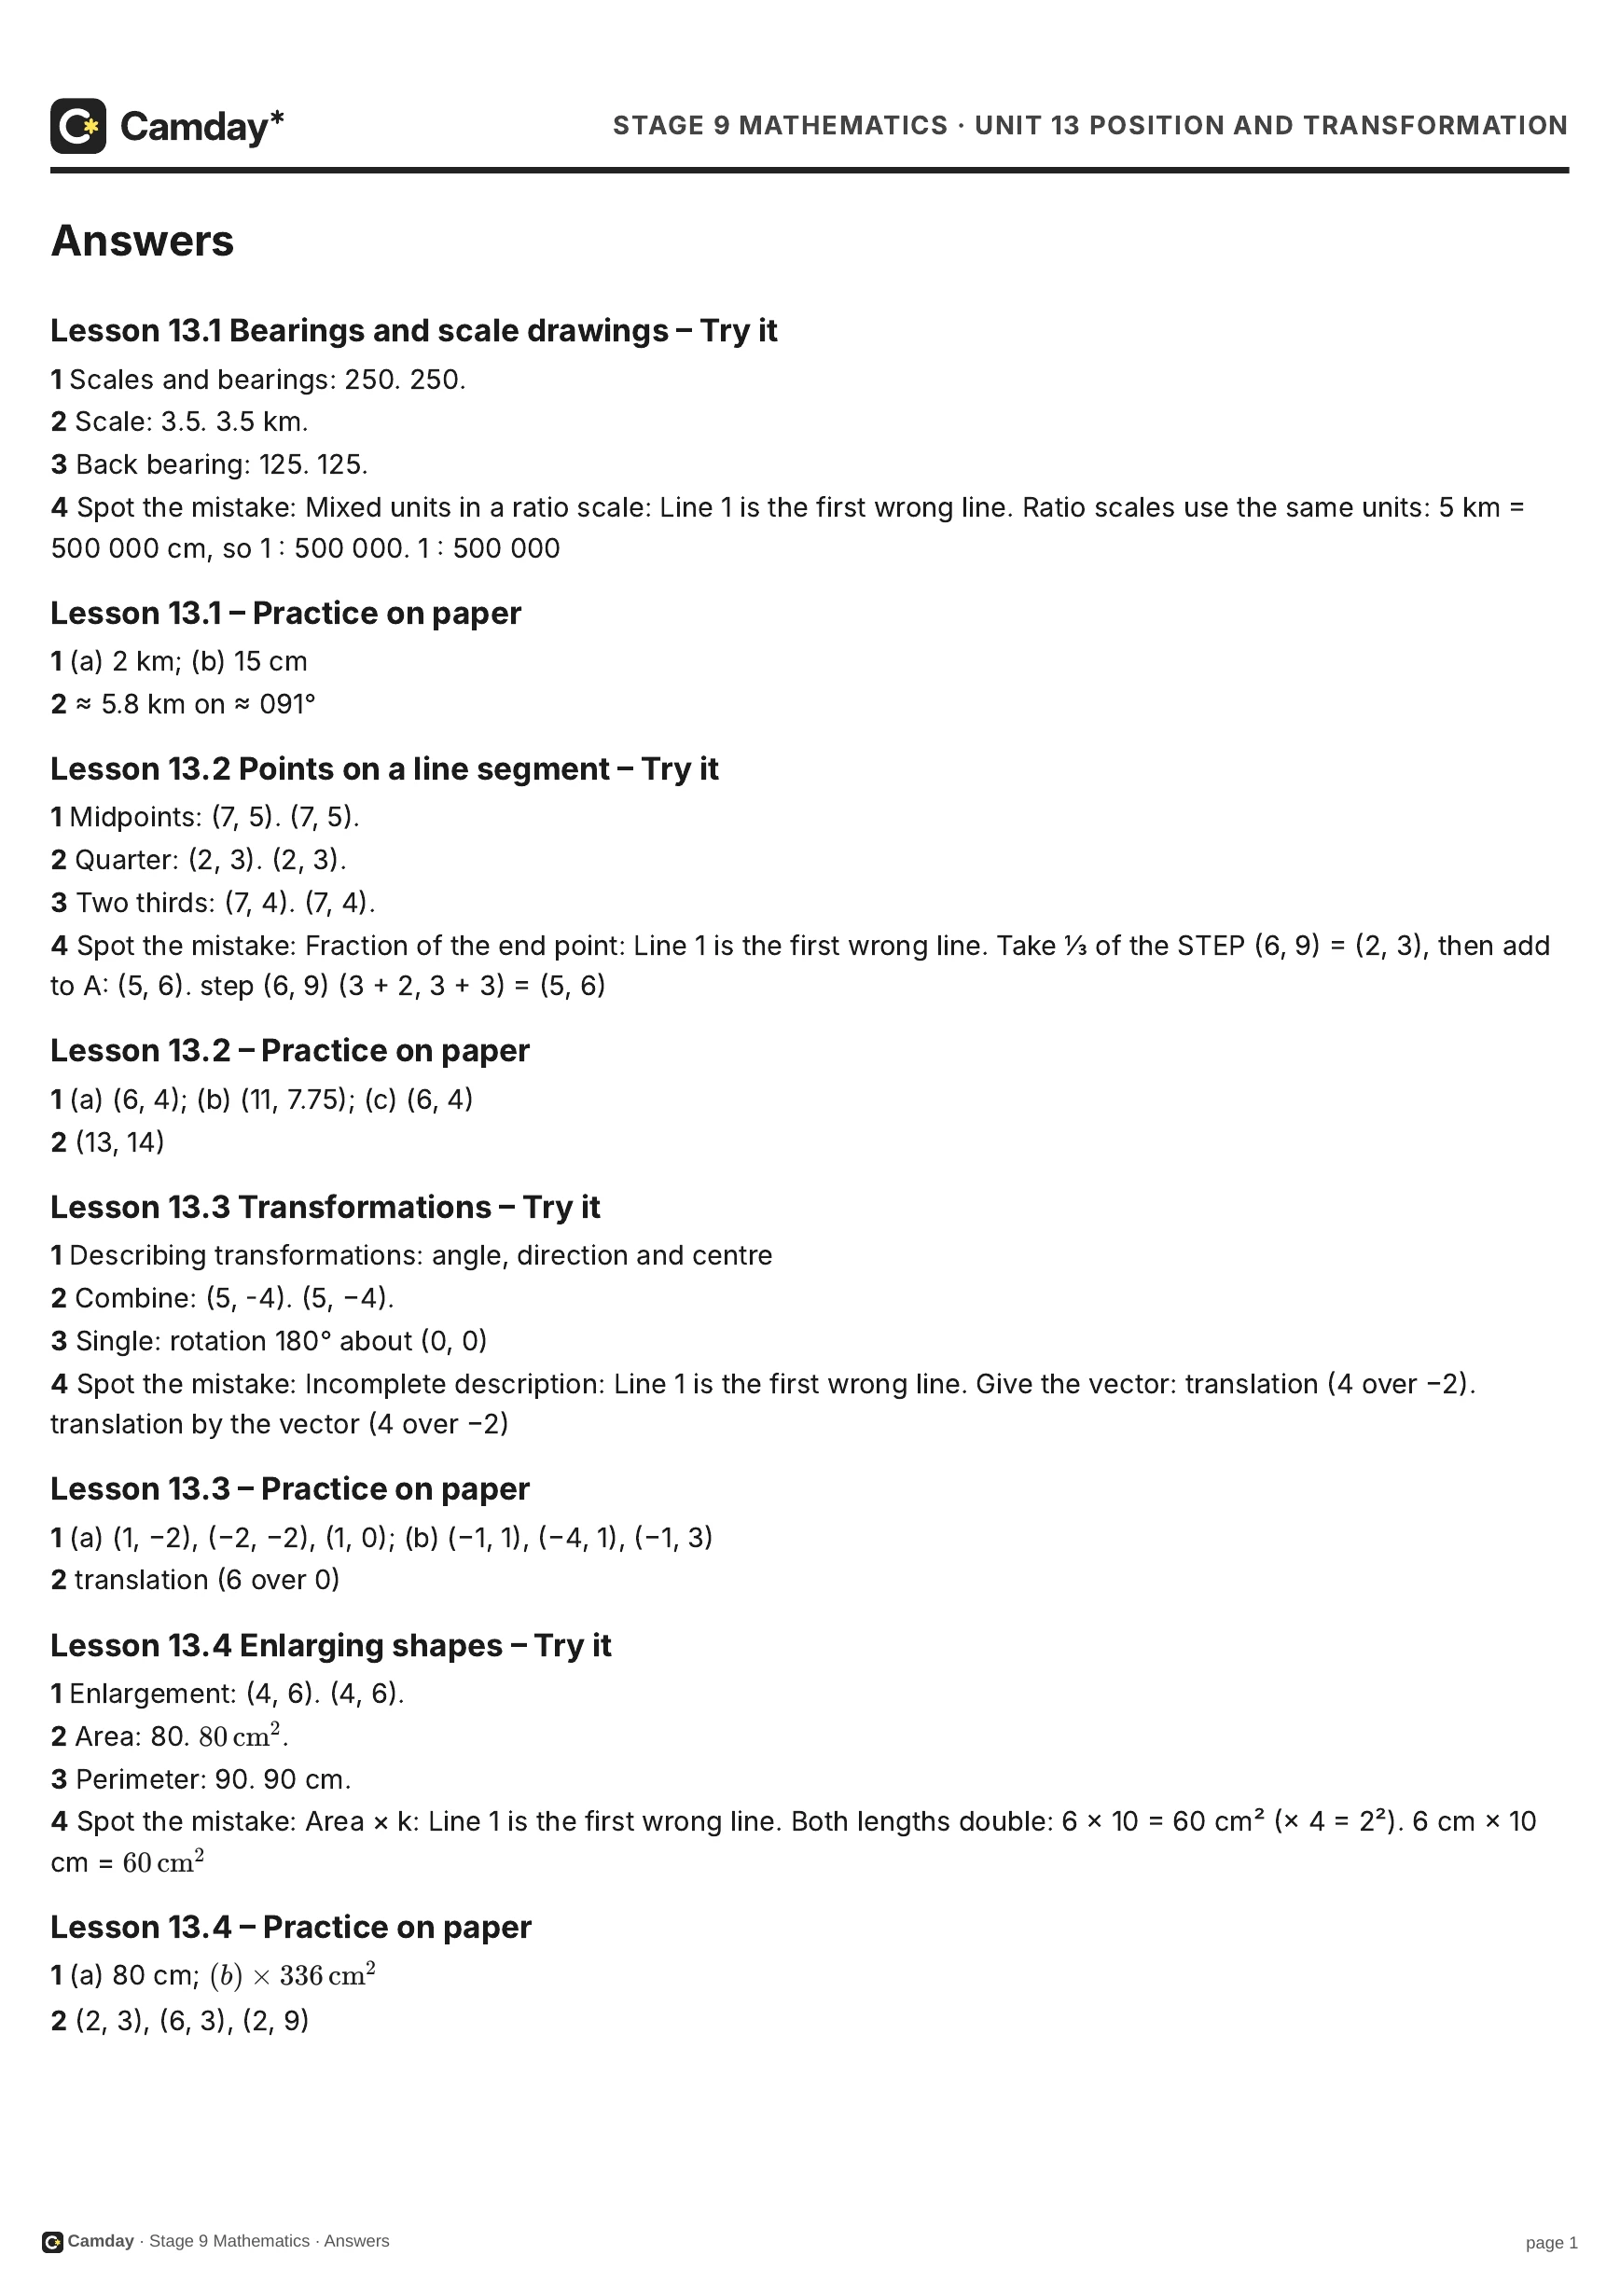 Camday*
STAGE 9 MATHEMATICS · UNIT 13 POSITION AND TRANSFORMATION
Answers
Lesson 13.1 Bearings and scale drawings – Try it
1 Scales and bearings: 250. 250.
2 Scale: 3.5. 3.5 km.
3 Back bearing: 125. 125.
4 Spot the mistake: Mixed units in a ratio scale: Line 1 is the first wrong line. Ratio scales use the same units: 5 km =
500 000 cm, so 1 : 500 000. 1 : 500 000
Lesson 13.1 – Practice on paper
1 (a) 2 km; (b) 15 cm
2 ≈ 5.8 km on ≈ 091°
Lesson 13.2 Points on a line segment – Try it
1 Midpoints: (7, 5). (7, 5).
2 Quarter: (2, 3). (2, 3).
3 Two thirds: (7, 4). (7, 4).
4 Spot the mistake: Fraction of the end point: Line 1 is the first wrong line. Take ⅓ of the STEP (6, 9) = (2, 3), then add
to A: (5, 6). step (6, 9) (3 + 2, 3 + 3) = (5, 6)
Lesson 13.2 – Practice on paper
1 (a) (6, 4); (b) (11, 7.75); (c) (6, 4)
2 (13, 14)
Lesson 13.3 Transformations – Try it
1 Describing transformations: angle, direction and centre
2 Combine: (5, -4). (5, −4).
3 Single: rotation 180° about (0, 0)
4 Spot the mistake: Incomplete description: Line 1 is the first wrong line. Give the vector: translation (4 over −2).
translation by the vector (4 over −2)
Lesson 13.3 – Practice on paper
1 (a) (1, −2), (−2, −2), (1, 0); (b) (−1, 1), (−4, 1), (−1, 3)
2 translation (6 over 0)
Lesson 13.4 Enlarging shapes – Try it
1 Enlargement: (4, 6). (4, 6).
2 Area: 80. 80 cm².
3 Perimeter: 90. 90 cm.
4 Spot the mistake: Area × k: Line 1 is the first wrong line. Both lengths double: 6 × 10 = 60 cm² (× 4 = 2²). 6 cm × 10
cm = 60 cm²
Lesson 13.4 – Practice on paper
1 (a) 80 cm; (b) × 336 cm²
2 (2, 3), (6, 3), (2, 9)
Camday · Stage 9 Mathematics · Answers
page 1